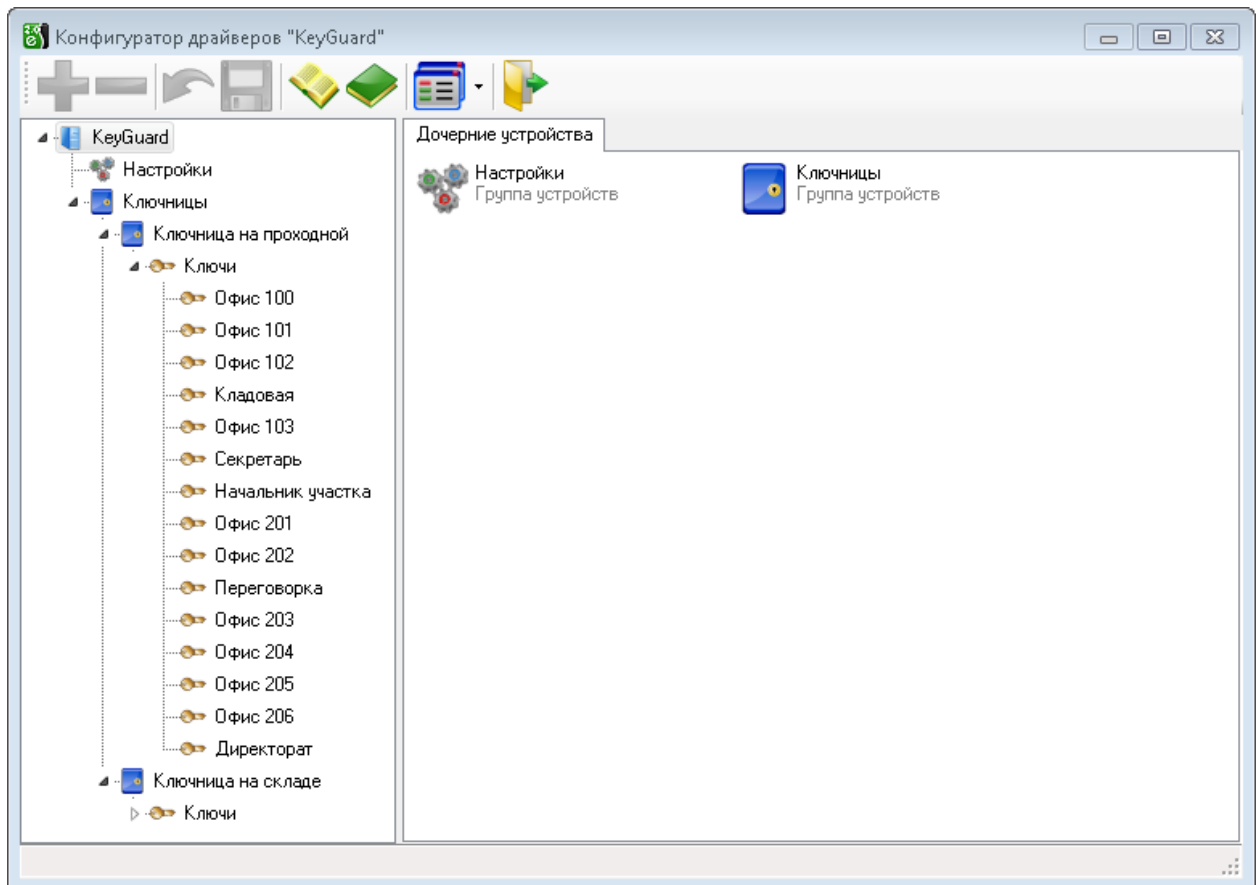 Конфигуратор драйверов "KeyGuard"
KeyGuard
Настройки
Ключницы
Ключница на проходной
Ключи
Офис 100
Офис 101
Офис 102
Кладовая
Офис 103
Секретарь
Начальник участка
Офис 201
Офис 202
Переговорка
Офис 203
Офис 204
Офис 205
Офис 206
Директорат
Ключница на складе
Ключи
Дочерние устройства
Настройки
Группа устройств
Ключницы
Группа устройств